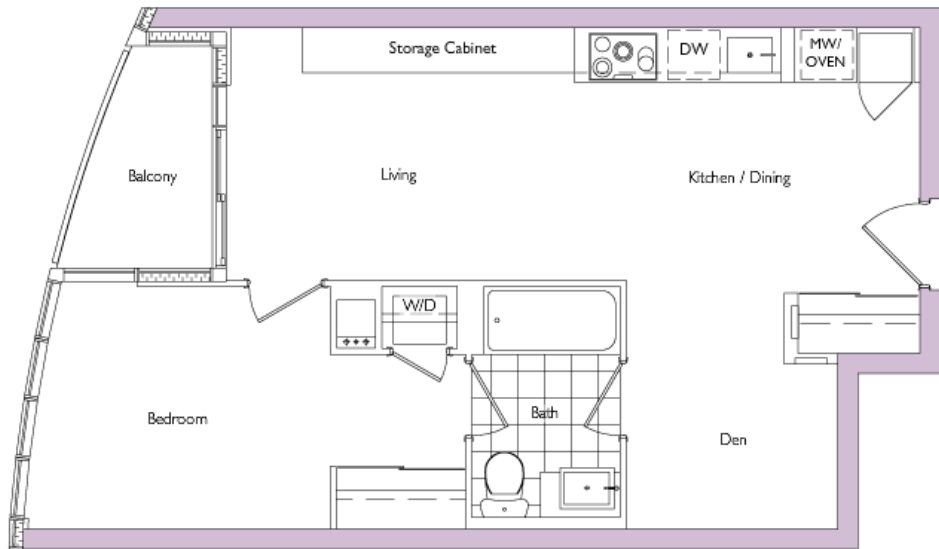 Storage Cabinet
DW
MW/
OVEN
Balcony
Living
Kitchen / Dining
W/D
Bedroom
Bath
Den